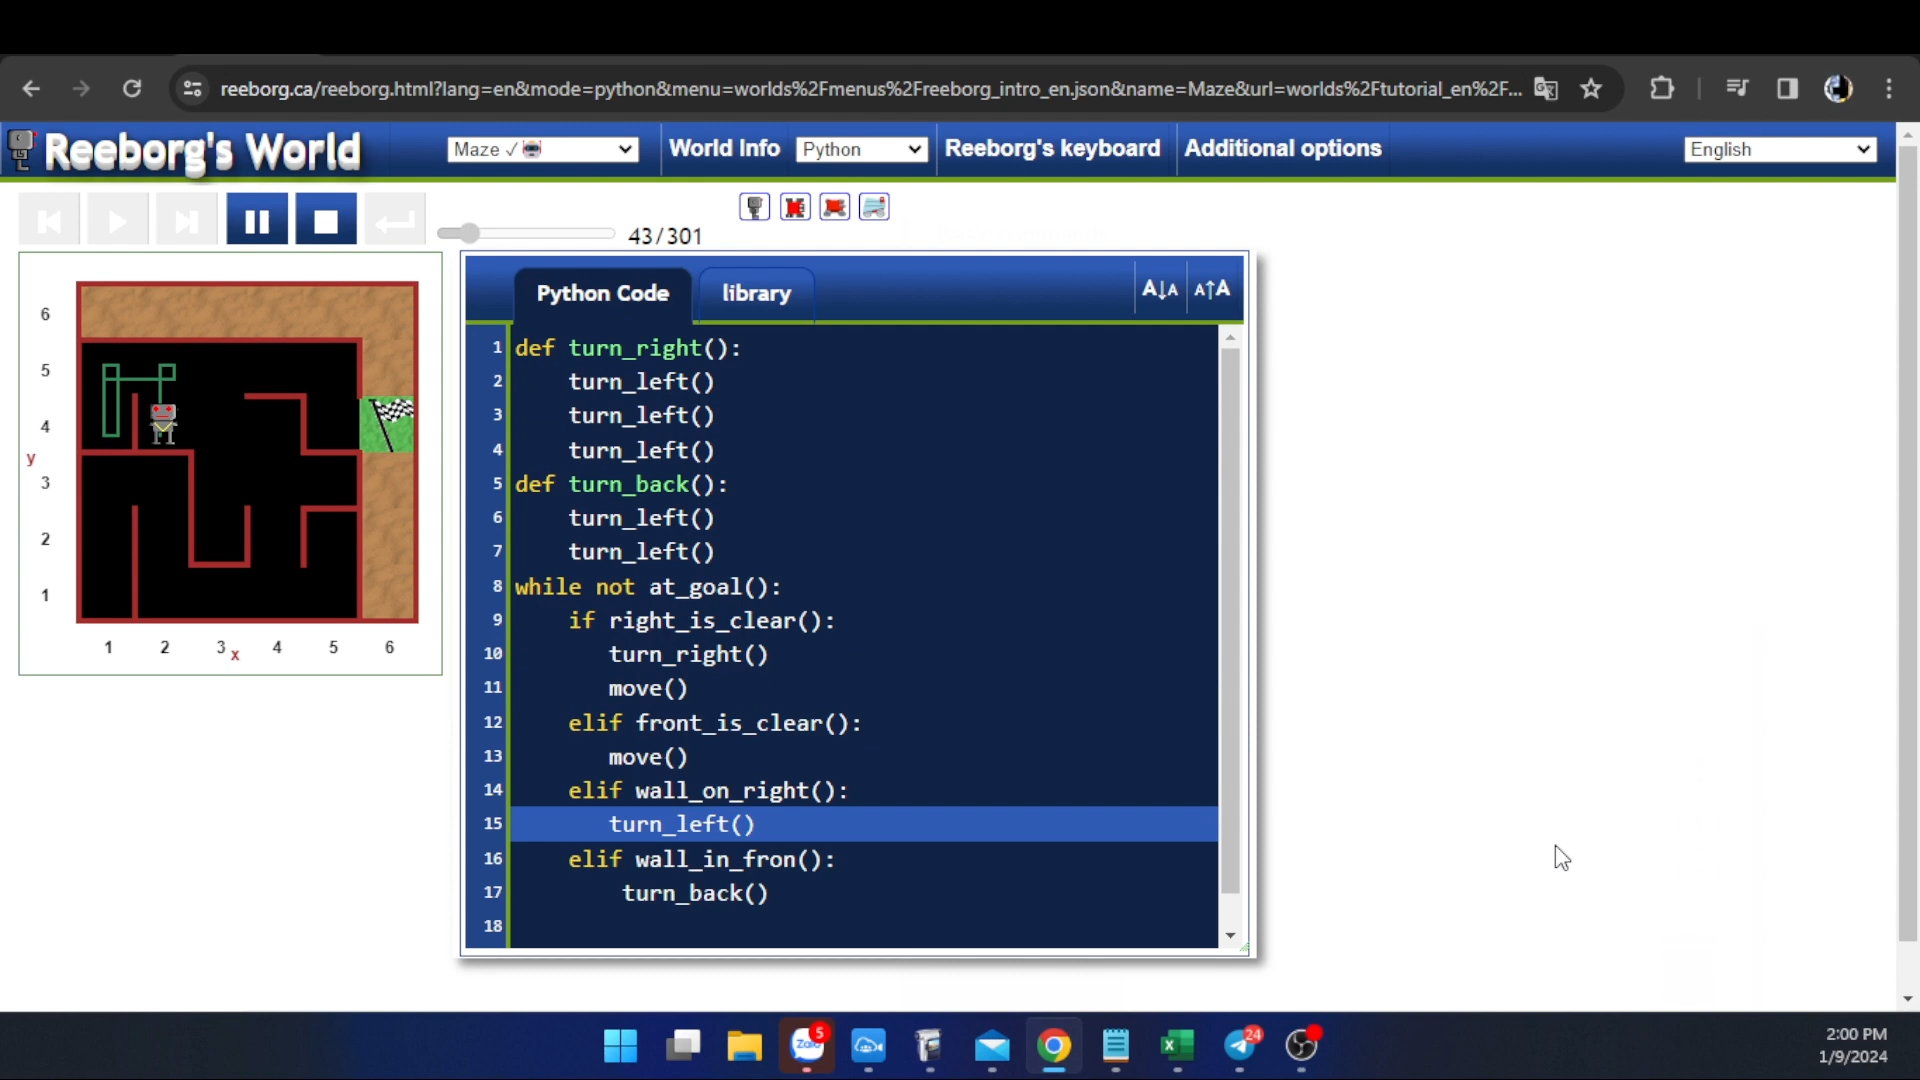 reeborg.ca/reeborg.html?lang=en&mode=python&menu=worlds%2Fmenus%2Freeborg_intro_en.json&name=Maze&url=worlds%2Ftutorial_en%2F...
Reeborg's World
Maze ✓
World Info
Python
Reeborg's keyboard
Additional options
English
43/301
Python Code
library
A↓A
A↑A
1 def turn_right():
2     turn_left()
3     turn_left()
4     turn_left()
5 def turn_back():
6     turn_left()
7     turn_left()
8 while not at_goal():
9     if right_is_clear():
10        turn_right()
11        move()
12    elif front_is_clear():
13        move()
14    elif wall_on_right():
15        turn_left()
16    elif wall_in_fron():
17        turn_back()
18
6
5
4
y
3
2
1
1 2 3 x 4 5 6
Zalo
5
24
2:00 PM
1/9/2024